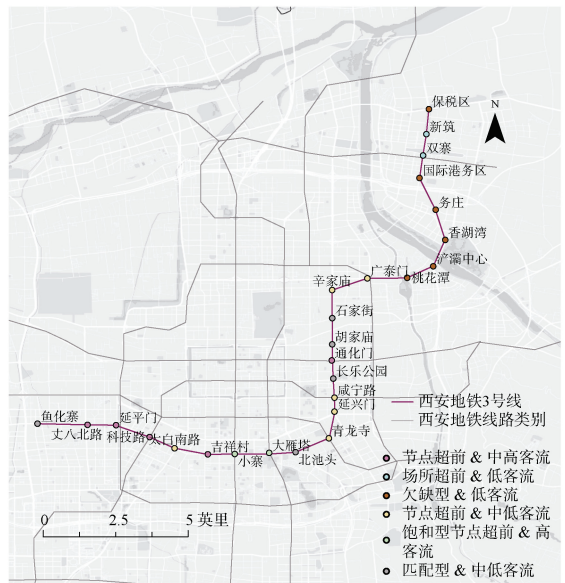 保税区
N
新筑
双寨
国际港务区
务庄
香湖湾
浐灞中心
广泰门
桃花潭
辛家庙
石家街
胡家庙
通化门
长乐公园
咸宁路
延兴门
青龙寺
鱼化寨
丈八北路
延平门
科技路
太白南路
吉祥村
小寨
大雁塔
北池头
西安地铁3号线
西安地铁线路类别
节点超前 & 中高客流
场所超前 & 低客流
欠缺型 & 低客流
节点超前 & 中低客流
饱和型节点超前 & 高
客流
匹配型 & 中低客流
0 2.5 5 英里